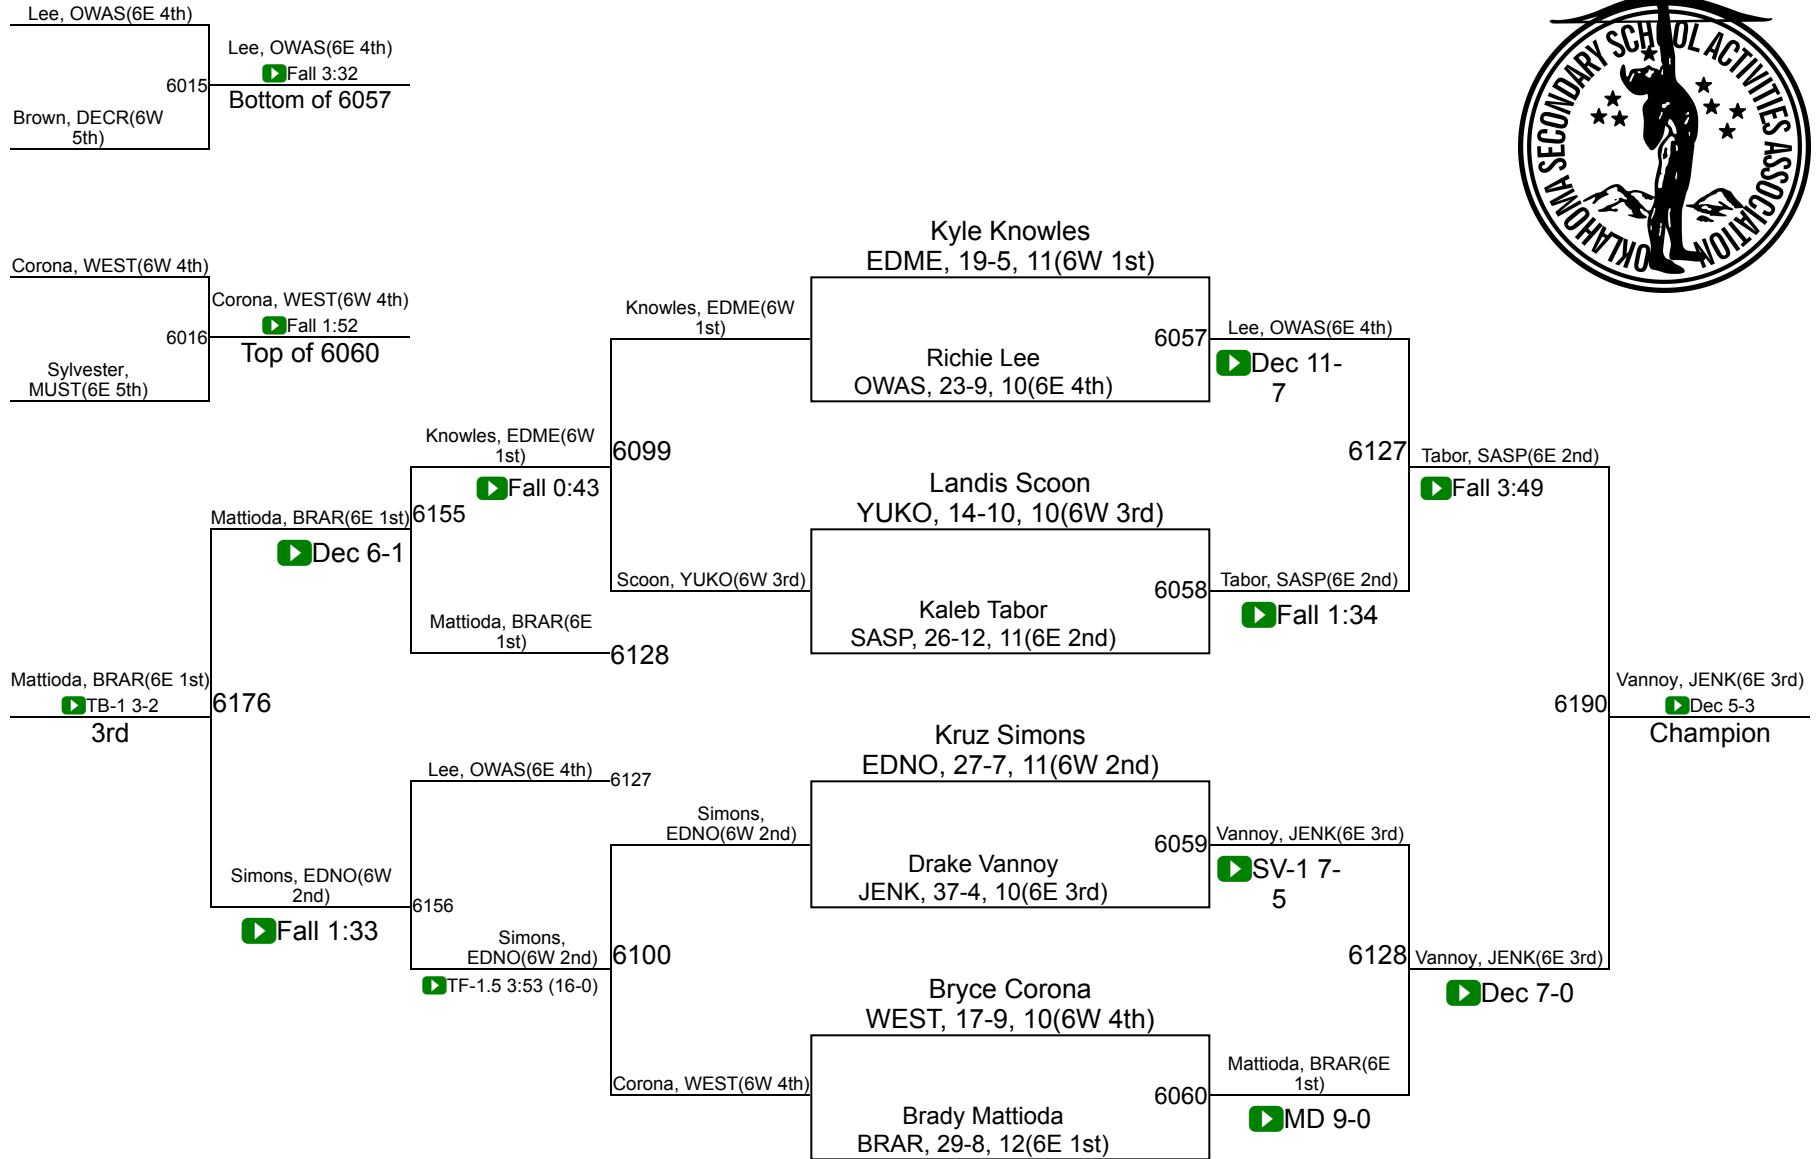 Lee, OWAS(6E 4th)
6015
Brown, DECR(6W
5th)
Lee, OWAS(6E 4th)
Fall 3:32
Bottom of 6057
OKLAHOMA SECONDARY SCHOOL ACTIVITIES ASSOCIATION
Corona, WEST(6W 4th)
6016
Sylvester,
MUST(6E 5th)
Corona, WEST(6W 4th)
Fall 1:52
Top of 6060
Kyle Knowles
EDME, 19-5, 11(6W 1st)
6057
Richie Lee
OWAS, 23-9, 10(6E 4th)
Landis Scoon
YUKO, 14-10, 10(6W 3rd)
6058
Kaleb Tabor
SASP, 26-12, 11(6E 2nd)
Kruz Simons
EDNO, 27-7, 11(6W 2nd)
6059
Drake Vannoy
JENK, 37-4, 10(6E 3rd)
Bryce Corona
WEST, 17-9, 10(6W 4th)
6060
Brady Mattioda
BRAR, 29-8, 12(6E 1st)
Lee, OWAS(6E 4th)
Dec 11-
7
6127
Tabor, SASP(6E 2nd)
Fall 1:34
Vannoy, JENK(6E 3rd)
SV-1 7-
5
6128
Mattioda, BRAR(6E
1st)
MD 9-0
Tabor, SASP(6E 2nd)
Fall 3:49
6190
Vannoy, JENK(6E 3rd)
Dec 7-0
Vannoy, JENK(6E 3rd)
Dec 5-3
Champion
Knowles, EDME(6W
1st)
6099
Scoon, YUKO(6W 3rd)
Simons,
EDNO(6W 2nd)
6100
Corona, WEST(6W 4th)
Knowles, EDME(6W
1st)
Fall 0:43
6155
Mattioda, BRAR(6E
1st)
6128
Lee, OWAS(6E 4th)
6127
6156
Simons,
EDNO(6W 2nd)
TF-1.5 3:53 (16-0)
Mattioda, BRAR(6E 1st)
Dec 6-1
6176
Simons, EDNO(6W
2nd)
Fall 1:33
Mattioda, BRAR(6E 1st)
TB-1 3-2
3rd